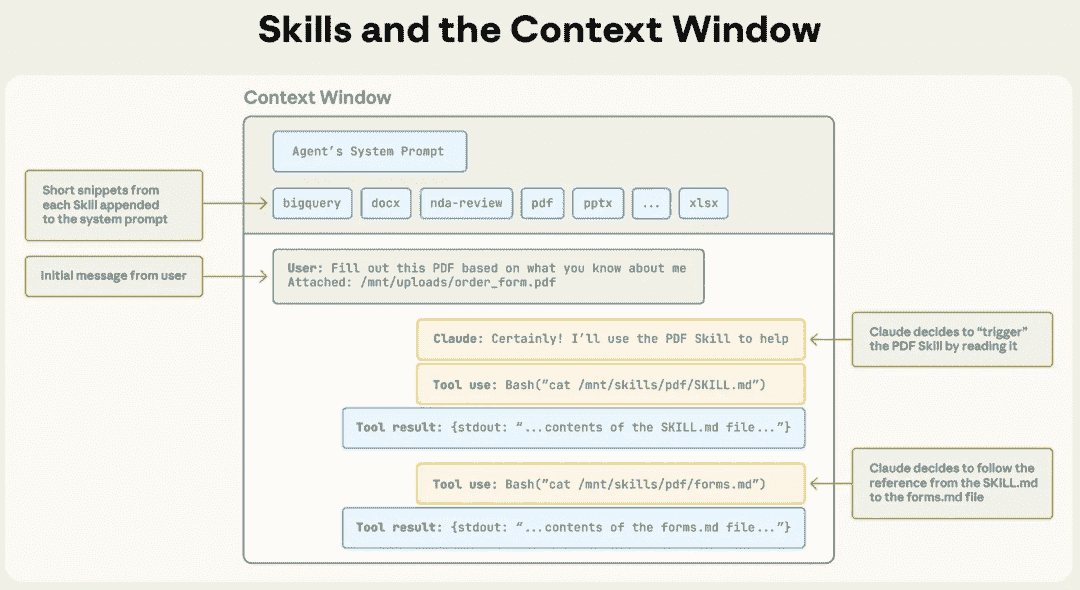 Skills and the Context Window
Context Window
Agent's System Prompt
Short snippets from
each Skill appended
to the system prompt
bigquery
docx
nda-review
pdf
pptx
...
xlsx
Initial message from user
User: Fill out this PDF based on what you know about me
Attached: /mnt/uploads/order_form.pdf
Claude: Certainly! I'll use the PDF Skill to help
Claude decides to “trigger”
the PDF Skill by reading it
Tool use: Bash(”cat /mnt/skills/pdf/SKILL.md”)
Tool result: {stdout: “...contents of the SKILL.md file...”}
Tool use: Bash(”cat /mnt/skills/pdf/forms.md”)
Claude decides to follow the
reference from the SKILL.md
to the forms.md file
Tool result: {stdout: “...contents of the forms.md file...”}